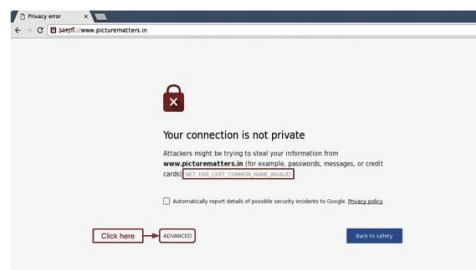 Privacy error
https://www.picturematters.in
Your connection is not private
Attackers might be trying to steal your information from
www.picturematters.in (for example, passwords, messages, or credit
cards). NET::ERR_CERT_COMMON_NAME_INVALID
Automatically report details of possible security incidents to Google. Privacy policy
Click here
ADVANCED
Back to safety